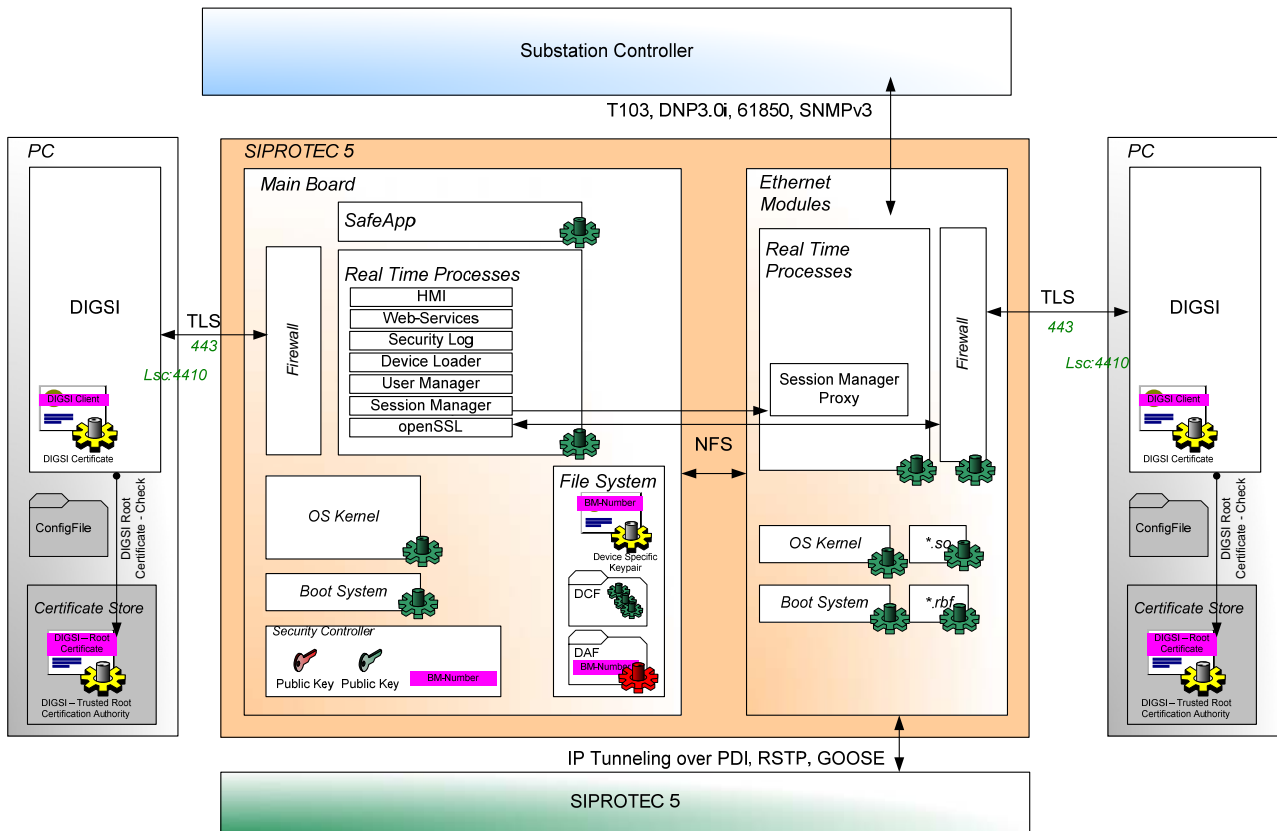 Substation Controller
T103, DNP3.0i, 61850, SNMPv3
PC
DIGSI
DIGSI Client
DIGSI Certificate
ConfigFile
DIGSI Root
Certificate - Check
Certificate Store
DIGSI – Root
Certificate
DIGSI – Trusted Root
Certification Authority
TLS
443
Lsc:4410
SIPROTEC 5
Main Board
SafeApp
Firewall
Real Time Processes
HMI
Web-Services
Security Log
Device Loader
User Manager
Session Manager
openSSL
OS Kernel
Boot System
Security Controller
Public Key
Public Key
BM-Number
File System
BM-Number
Device Specific
Keypair
DCF
DAF
BM-Number
NFS
Ethernet
Modules
Real Time
Processes
Session Manager
Proxy
Firewall
OS Kernel
*.so
Boot System
*.rbf
TLS
443
Lsc:4410
PC
DIGSI
DIGSI Client
DIGSI Certificate
ConfigFile
DIGSI Root
Certificate - Check
Certificate Store
DIGSI – Root
Certificate
DIGSI – Trusted Root
Certification Authority
IP Tunneling over PDI, RSTP, GOOSE
SIPROTEC 5